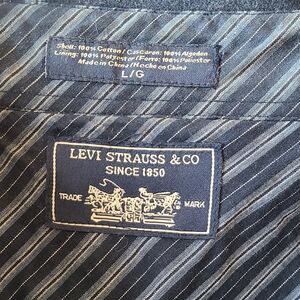 Shell: 100% Cotton / Cascaron: 100% Algodon
Lining: 100% Polyester / Forro: 100% Poliester
Made in China / Hecho en China
L/G
LEVI STRAUSS & CO
SINCE 1850
TRADE MARK